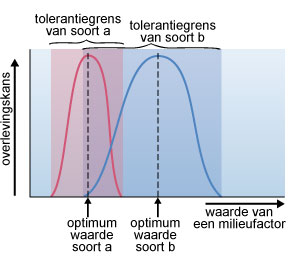 tolerantiegrens
van soort a
tolerantiegrens
van soort b
overlevingskans
optimum
waarde
soort a
optimum
waarde
soort b
waarde van
een milieufactor